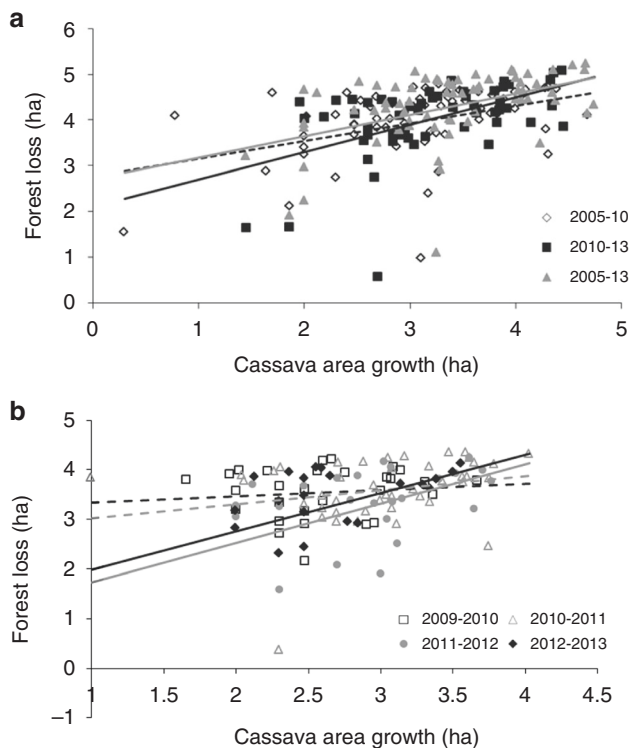 a
6
5
4
3
2
1
0
0 1 2 3 4 5
Forest loss (ha)
Cassava area growth (ha)
2005-10
2010-13
2005-13
b
5
4
3
2
1
0
–1
1 1.5 2 2.5 3 3.5 4 4.5
Forest loss (ha)
Cassava area growth (ha)
2009-2010 2010-2011
2011-2012 2012-2013